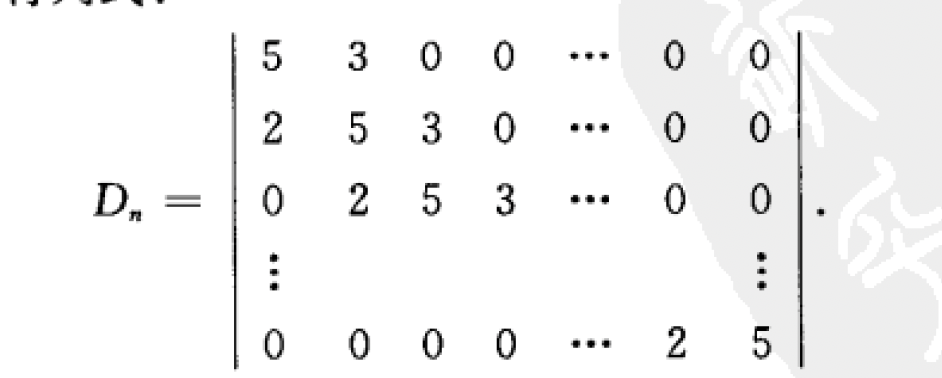 D_n = | 5 3 0 0 ⋯ 0 0 |
| 2 5 3 0 ⋯ 0 0 |
| 0 2 5 3 ⋯ 0 0 | .
| ⋮ ⋮ |
| 0 0 0 0 ⋯ 2 5 |